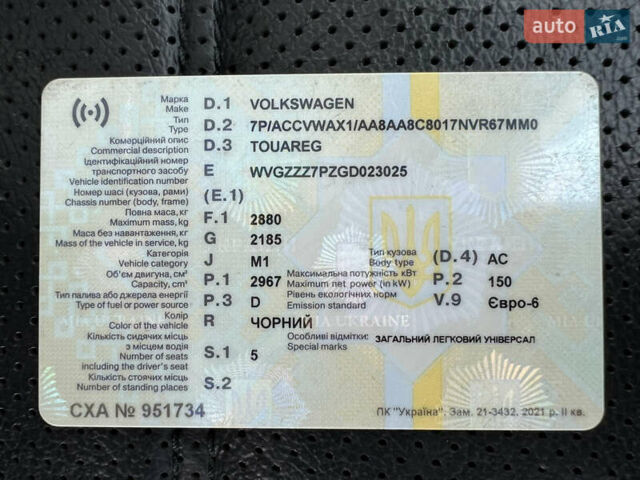 auto RIA .com
Марка
Make D.1 VOLKSWAGEN
Тип
Type D.2 7P/ACCVWAX1/AA8AA8C8017NVR67MM0
Комерційний опис
Commercial description D.3 TOUAREG
Ідентифікаційний номер
транспортного засобу E WVGZZZ7PZGD023025
Vehicle identification number
Номер шасі (кузова, рами) (E.1)
Chassis number (body, frame)
Повна маса, кг
Maximum mass, kg F.1 2880
Маса без навантаження, кг
Mass of the vehicle in service, kg G 2185
Категорія Тип кузова
Vehicle category J M1 Body type (D.4) AC
Об'єм двигуна, см³ Максимальна потужність кВт
Capacity, cm³ P.1 2967 Maximum net power (in kW) P.2 150
Тип палива або джерела енергії Рівень екологічних норм
Type of fuel or power source P.3 D Emission standard V.9 Євро-6
Колір
Color of the vehicle R ЧОРНИЙ
Кількість сидячих місць Особливі відмітки: ЗАГАЛЬНИЙ ЛЕГКОВИЙ УНІВЕРСАЛ
з місцем водія Special marks
Number of seats S.1 5
including the driver's seat
Кількість стоячих місць
Number of standing places S.2
СХА № 951734
ПК "Україна", Зам. 21-3432, 2021 р. II кв.